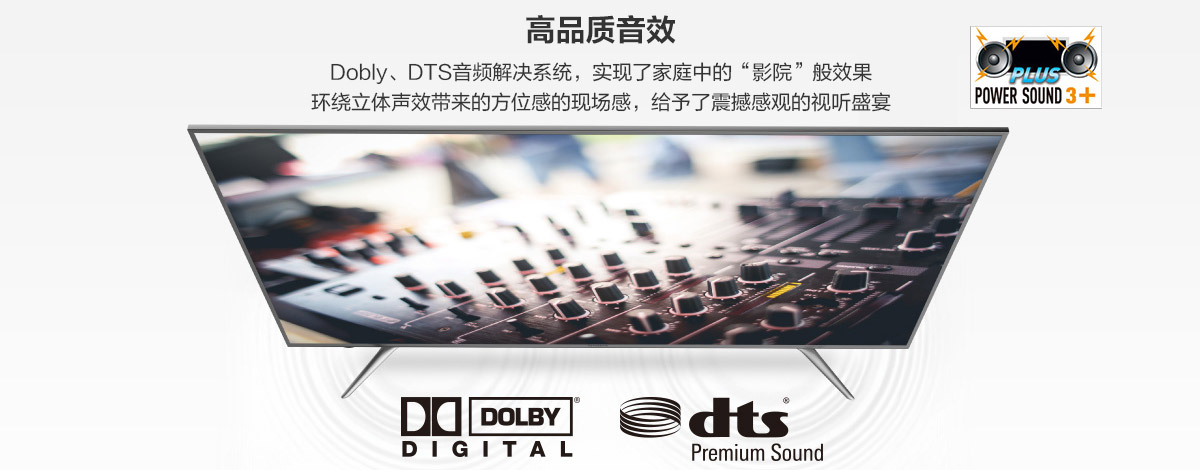 高品质音效
Dobly、DTS音频解决系统，实现了家庭中的“影院”般效果
环绕立体声效带来的方位感的现场感，给予了震撼感观的视听盛宴
PLUS
POWER SOUND 3+
DOLBY®
DIGITAL
dts®
Premium Sound